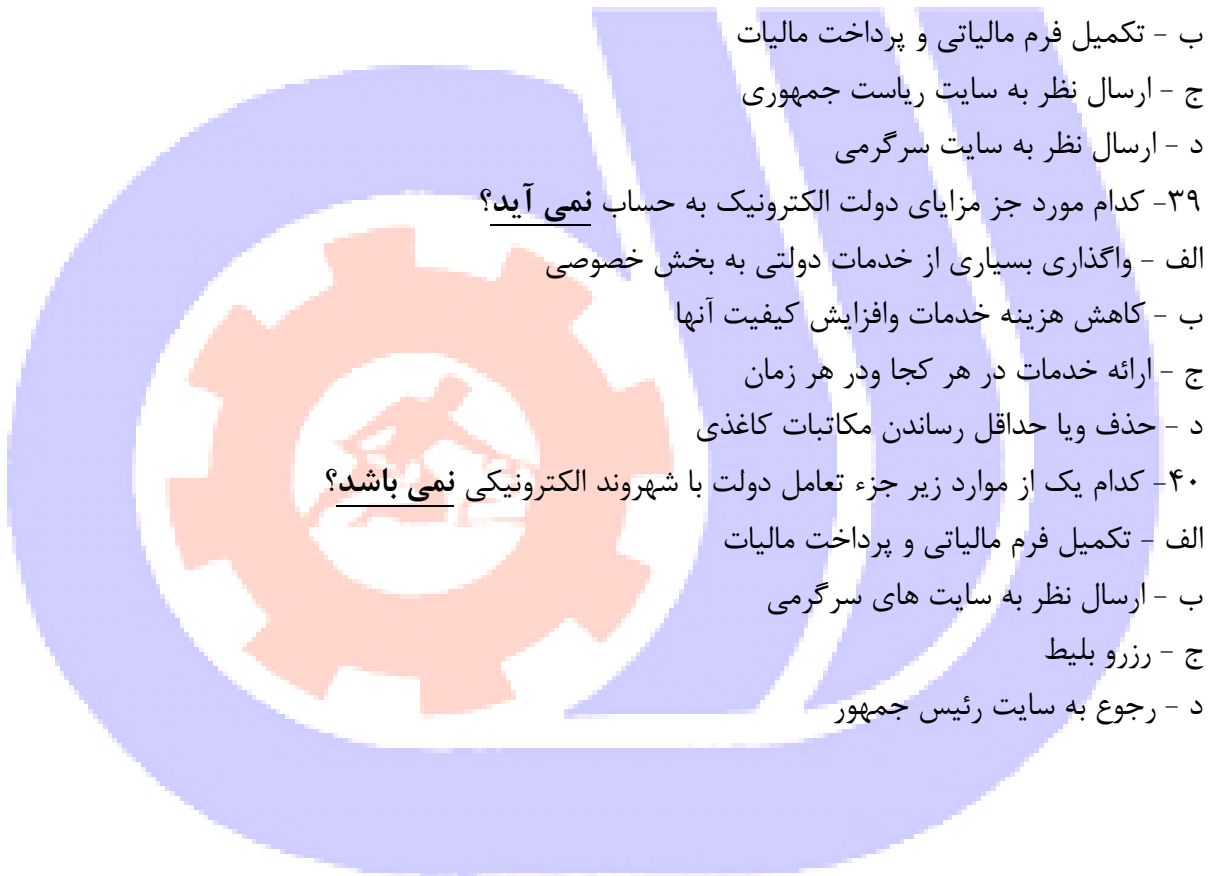 ب - تکمیل فرم مالیاتی و پرداخت مالیات
ج - ارسال نظر به سایت ریاست جمهوری
د - ارسال نظر به سایت سرگرمی
۳۹- کدام مورد جز مزایای دولت الکترونیک به حساب نمی آید؟
الف - واگذاری بسیاری از خدمات دولتی به بخش خصوصی
ب - کاهش هزینه خدمات وافزایش کیفیت آنها
ج - ارائه خدمات در هر کجا ودر هر زمان
د - حذف ویا حداقل رساندن مکاتبات کاغذی
۴۰- کدام یک از موارد زیر جزء تعامل دولت با شهروند الکترونیکی نمی باشد؟
الف - تکمیل فرم مالیاتی و پرداخت مالیات
ب - ارسال نظر به سایت های سرگرمی
ج - رزرو بلیط
د - رجوع به سایت رئیس جمهور